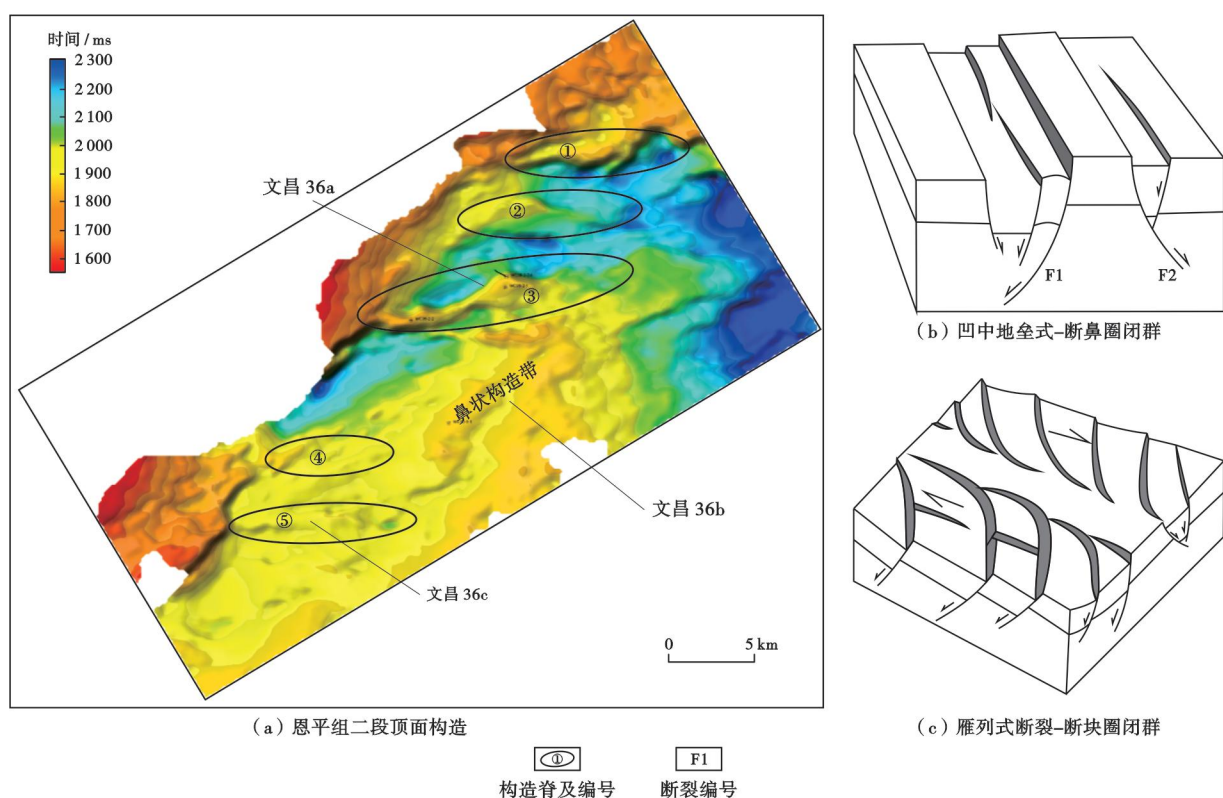 时间/ms
2 300
2 200
2 100
2 000
1 900
1 800
1 700
1 600
文昌 36a
①
②
③
鼻状构造带
④
⑤
文昌 36b
文昌 36c
0 5 km
(a) 恩平组二段顶面构造
F1 F2
(b) 凹中地垒式-断鼻圈闭群
(c) 雁列式断裂-断块圈闭群
① F1
构造脊及编号 断裂编号